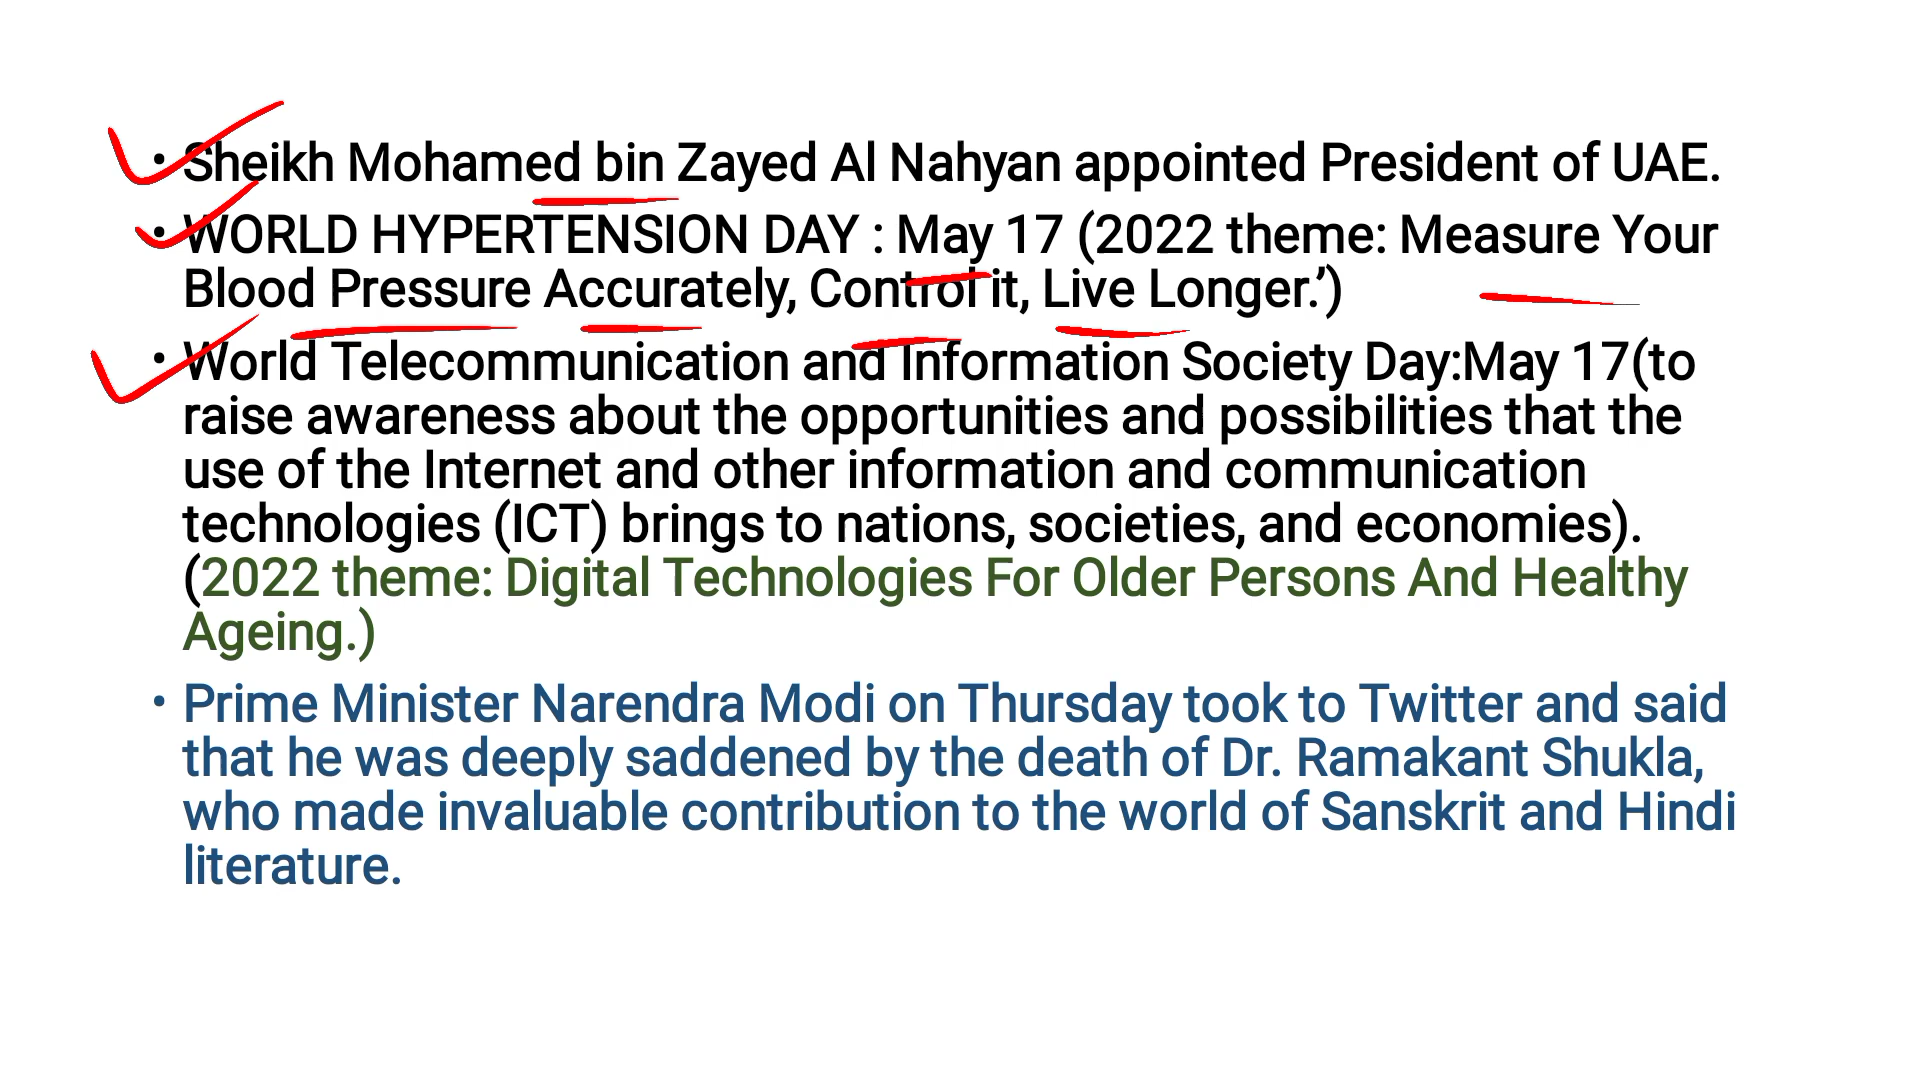 • Sheikh Mohamed bin Zayed Al Nahyan appointed President of UAE.
• WORLD HYPERTENSION DAY : May 17 (2022 theme: Measure Your
Blood Pressure Accurately, Control it, Live Longer.’)
• World Telecommunication and Information Society Day:May 17(to
raise awareness about the opportunities and possibilities that the
use of the Internet and other information and communication
technologies (ICT) brings to nations, societies, and economies).
(2022 theme: Digital Technologies For Older Persons And Healthy
Ageing.)
• Prime Minister Narendra Modi on Thursday took to Twitter and said
that he was deeply saddened by the death of Dr. Ramakant Shukla,
who made invaluable contribution to the world of Sanskrit and Hindi
literature.